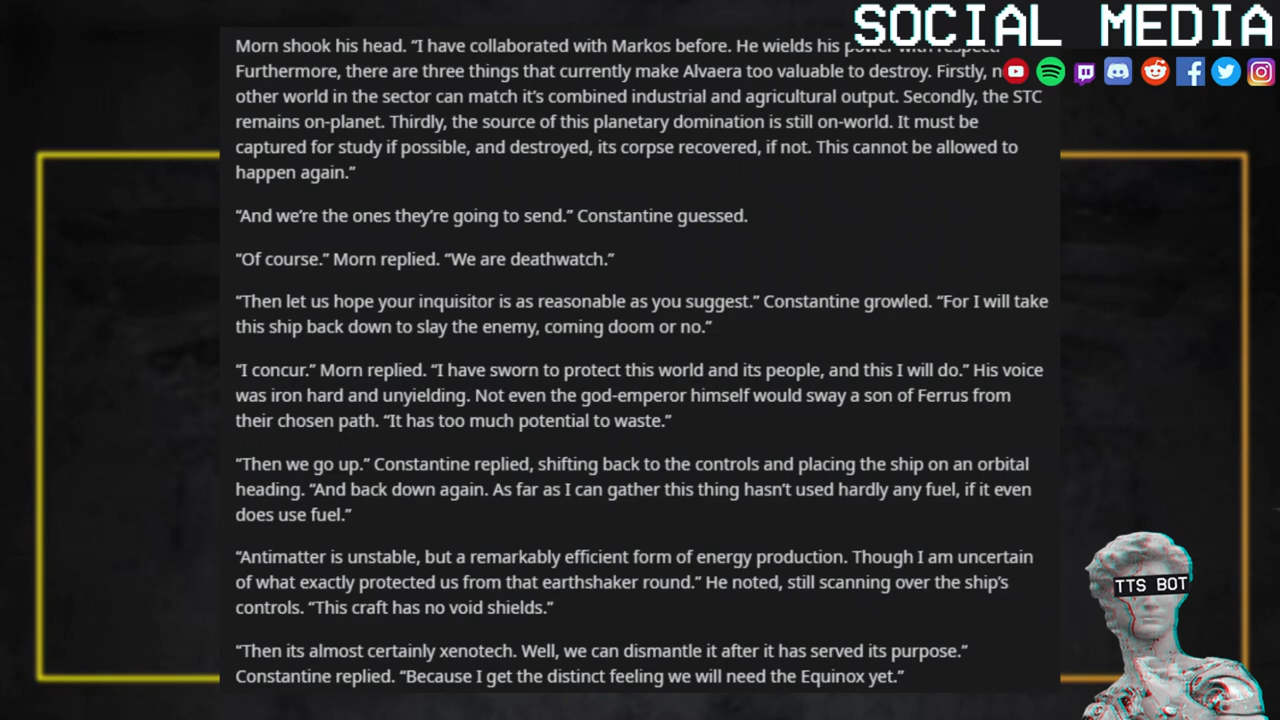 SOCIAL MEDIA
Morn shook his head. “I have collaborated with Markos before. He wields his power with respect.
Furthermore, there are three things that currently make Alvaera too valuable to destroy. Firstly,
other world in the sector can match it’s combined industrial and agricultural output. Secondly, the STC
remains on-planet. Thirdly, the source of this planetary domination is still on-world. It must be
captured for study if possible, and destroyed, its corpse recovered, if not. This cannot be allowed to
happen again.”
“And we’re the ones they’re going to send.” Constantine guessed.
“Of course.” Morn replied. “We are deathwatch.”
“Then let us hope your inquisitor is as reasonable as you suggest.” Constantine growled. “For I will take
this ship back down to slay the enemy, coming doom or no.”
“I concur.” Morn replied. “I have sworn to protect this world and its people, and this I will do.” His voice
was iron hard and unyielding. Not even the god-emperor himself would sway a son of Ferrus from
their chosen path. “It has too much potential to waste.”
“Then we go up.” Constantine replied, shifting back to the controls and placing the ship on an orbital
heading. “And back down again. As far as I can gather this thing hasn’t used hardly any fuel, if it even
does use fuel.”
“Antimatter is unstable, but a remarkably efficient form of energy production. Though I am uncertain
of what exactly protected us from that earthshaker round.” He noted, still scanning over the ship’s
controls. “This craft has no void shields.”
“Then its almost certainly xenotech. Well, we can dismantle it after it has served its purpose.”
Constantine replied. “Because I get the distinct feeling we will need the Equinox yet.”
TTS BOT